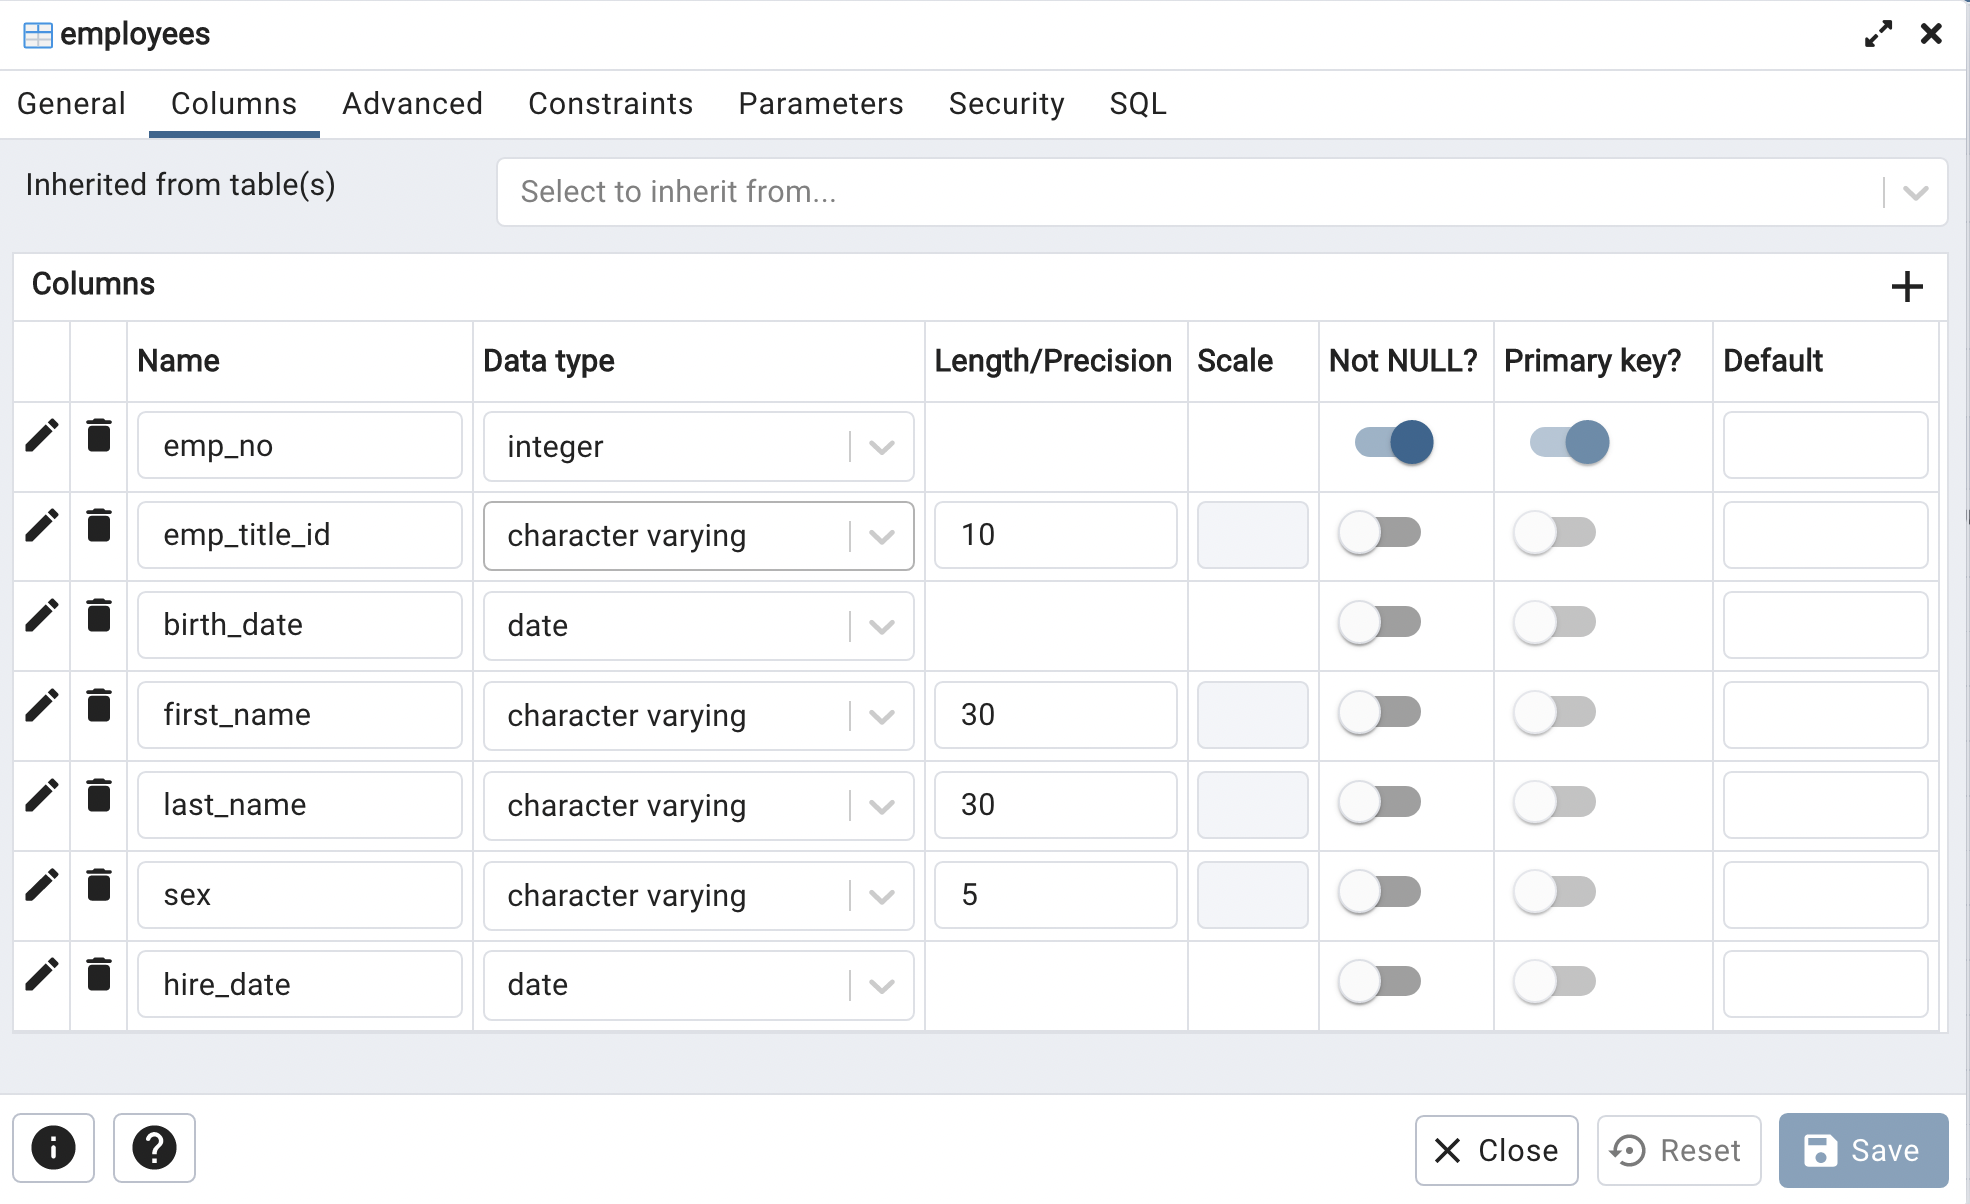 employees
General Columns Advanced Constraints Parameters Security SQL
Inherited from table(s) Select to inherit from...
Columns
Name Data type Length/Precision Scale Not NULL? Primary key? Default
emp_no integer
emp_title_id character varying 10
birth_date date
first_name character varying 30
last_name character varying 30
sex character varying 5
hire_date date
Close Reset Save